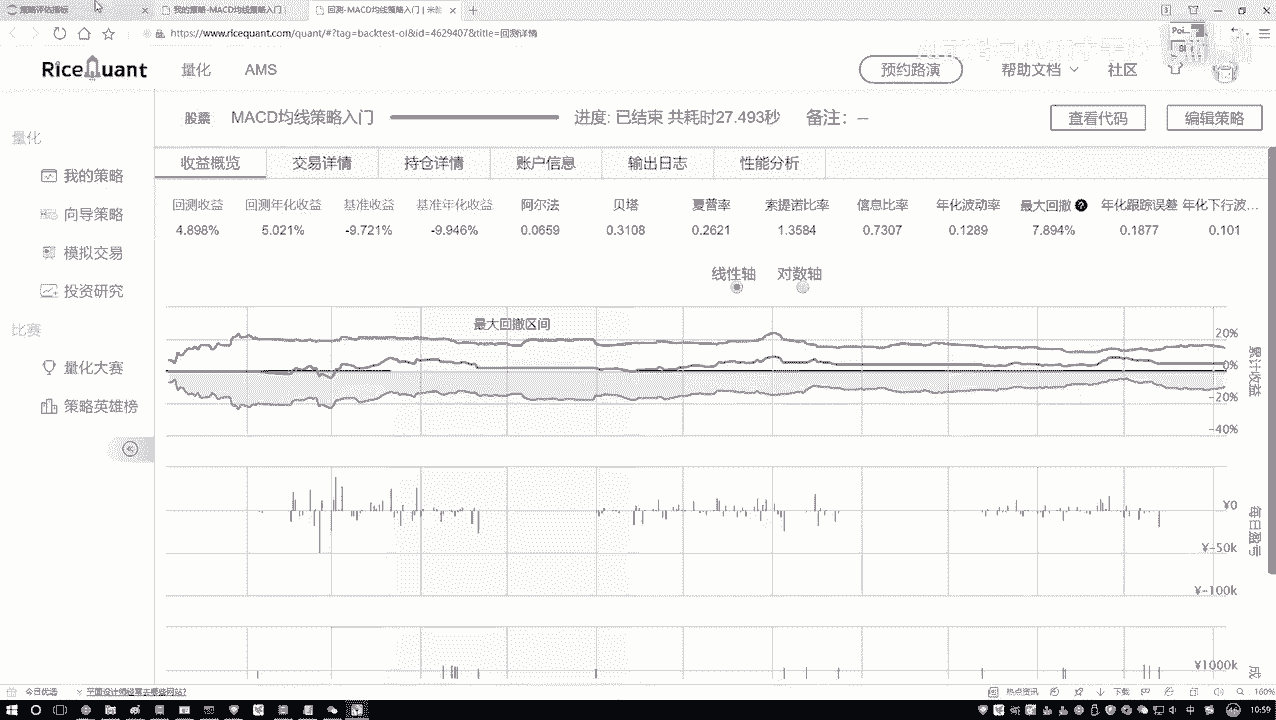 策略评估指标
我的策略-MACD均线策略入门
回测-MACD均线策略入门 | 米
https://www.ricequant.com/quant/#?tag=backtest-ol&id=4629407&title=回测详情
RiceQuant 量化 AMS 预约路演 帮助文档 社区
股票 MACD均线策略入门 进度: 已结束 共耗时27.493秒 备注: -- 查看代码 编辑策略
量化
我的策略
向导策略
模拟交易
投资研究
比赛
量化大赛
策略英雄榜
收益概览 交易详情 持仓详情 账户信息 输出日志 性能分析
回测收益 回测年化收益 基准收益 基准年化收益 阿尔法 贝塔 夏普率 索提诺比率 信息比率 年化波动率 最大回撤 年化跟踪误差 年化下行波...
4.898% 5.021% -9.721% -9.946% 0.0659 0.3108 0.2621 1.3584 0.7307 0.1289 7.894% 0.1877 0.101
线性轴 对数轴
最大回撤区间
20%
0%
-20%
-40%
累计收益
¥0
¥-50k
¥-100k
每日盈亏
¥1000k
今日优选
热点资讯 下载 160%
10:59